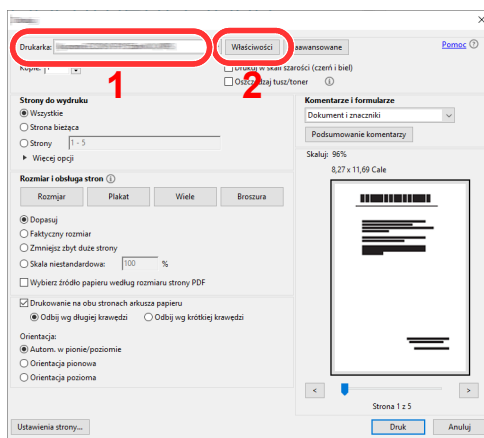 Drukarka:
Właściwości
Zaawansowane
Pomoc
Kopie: 1
Drukuj w skali szarości (czerń i biel)
Oszczędzaj tusz/toner
1
2
Strony do wydruku
Wszystkie
Strona bieżąca
Strony 1 - 5
Więcej opcji
Rozmiar i obsługa stron
Rozmjar Plakat Wiele Broszura
Dopasuj
Faktyczny rozmiar
Zmniejsz zbyt duże strony
Skala niestandardowa: 100 %
Wybierz źródło papieru według rozmiaru strony PDF
Drukowanie na obu stronach arkusza papieru
Odbij wg długiej krawędzi Odbij wg krótkiej krawędzi
Orientacja:
Autom. w pionie/poziomie
Orientacja pionowa
Orientacja pozioma
Komentarze i formularze
Dokument i znaczniki
Podsumowanie komentarzy
Skaluj: 96%
8,27 x 11,69 Cale
< >
Strona 1 z 5
Ustawienia strony...
Druk Anuluj